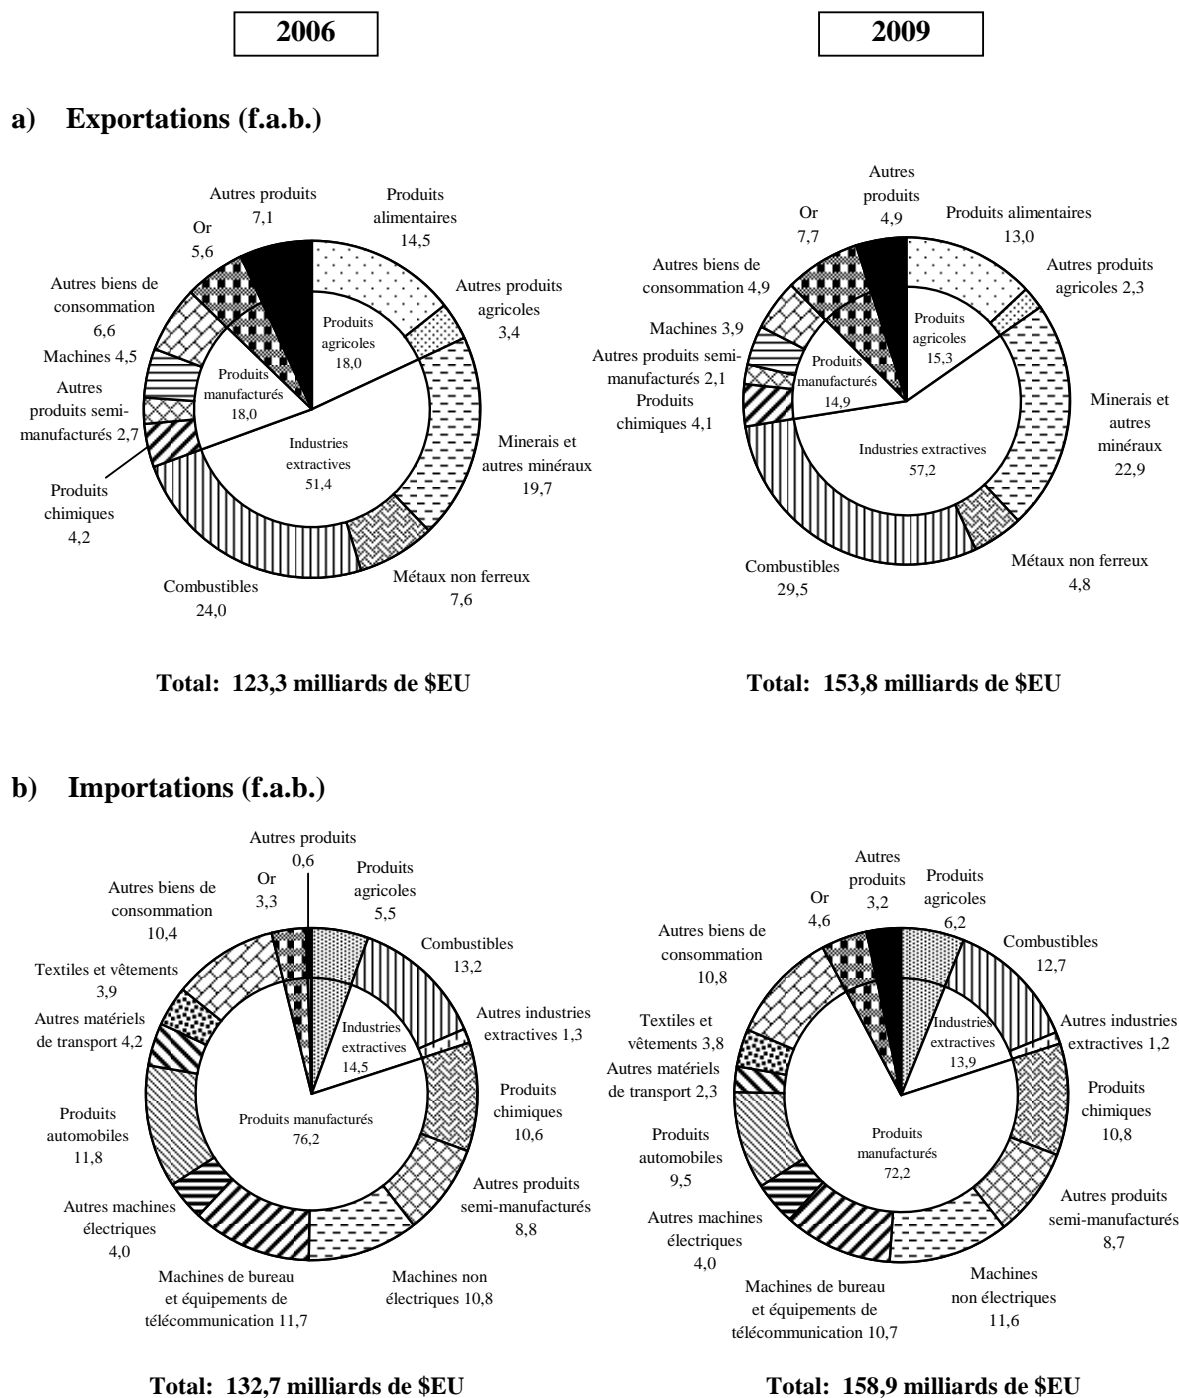 2006
2009
a) Exportations (f.a.b.)
Autres produits
7,1
Produits
alimentaires
14,5
Or
5,6
Autres biens de
consommation
6,6
Autres produits
agricoles
3,4
Machines 4,5
Autres
produits semi-
manufacturés 2,7
Produits
chimiques
4,2
Produits
agricoles
18,0
Produits
manufacturés
18,0
Industries
extractives
51,4
Minerais et
autres minéraux
19,7
Combustibles
24,0
Métaux non ferreux
7,6
Total: 123,3 milliards de $EU
Autres
produits
4,9
Produits alimentaires
13,0
Or
7,7
Autres biens de
consommation 4,9
Autres produits
agricoles 2,3
Machines 3,9
Autres produits semi-
manufacturés 2,1
Produits
chimiques 4,1
Produits
agricoles
15,3
Produits
manufacturés
14,9
Industries extractives
57,2
Minerais et
autres
minéraux
22,9
Combustibles
29,5
Métaux non ferreux
4,8
Total: 153,8 milliards de $EU
b) Importations (f.a.b.)
Autres produits
0,6
Produits
agricoles
5,5
Or
3,3
Autres biens de
consommation
10,4
Combustibles
13,2
Textiles et vêtements
3,9
Autres matériels
de transport 4,2
Autres industries
extractives 1,3
Industries
extractives
14,5
Produits
chimiques
10,6
Produits manufacturés
76,2
Produits
automobiles
11,8
Autres produits
semi-manufacturés
8,8
Autres machines
électriques
4,0
Machines de bureau
et équipements de
télécommunication 11,7
Machines non
électriques 10,8
Total: 132,7 milliards de $EU
Autres
produits
3,2
Produits
agricoles
6,2
Or
4,6
Autres biens de
consommation
10,8
Combustibles
12,7
Textiles et
vêtements 3,8
Autres matériels
de transport 2,3
Autres industries
extractives 1,2
Industries
extractives
13,9
Produits
chimiques
10,8
Produits
manufacturés
72,2
Produits
automobiles
9,5
Autres produits
semi-manufacturés
8,7
Autres machines
électriques
4,0
Machines de bureau
et équipements de
télécommunication 10,7
Machines
non électriques
11,6
Total: 158,9 milliards de $EU